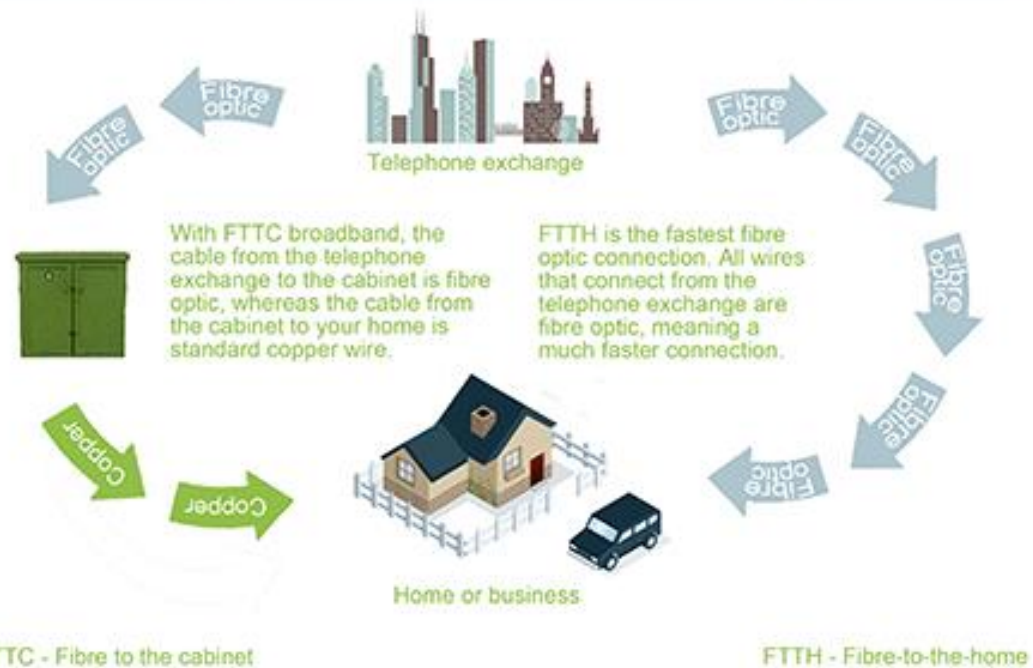 Fibre
optic
Fibre
optic
Telephone exchange
Fibre
optic
Fibre
optic
With FTTC broadband, the
cable from the telephone
exchange to the cabinet is fibre
optic, whereas the cable from
the cabinet to your home is
standard copper wire.
FTTH is the fastest fibre
optic connection. All wires
that connect from the
telephone exchange are
fibre optic, meaning a
much faster connection.
Fibre
optic
Fibre
optic
Fibre
optic
Copper
Copper
Home or business
TTC - Fibre to the cabinet
FTTH - Fibre-to-the-home